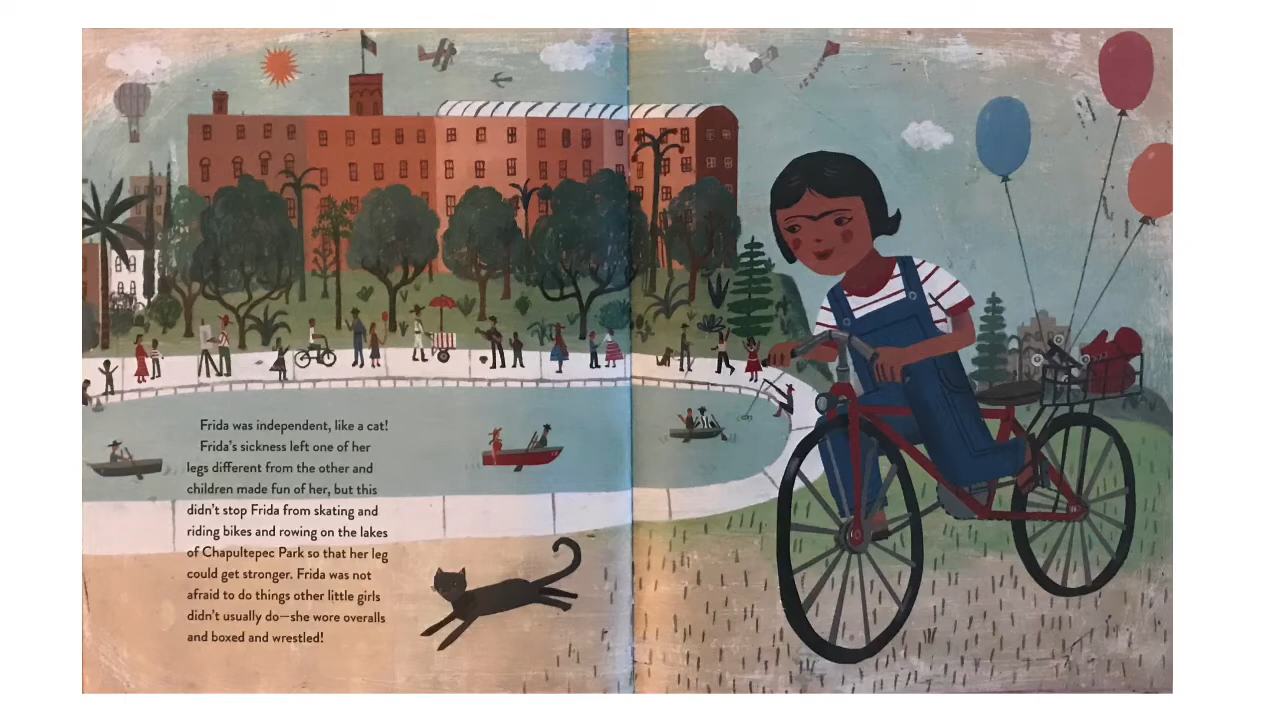 Frida was independent, like a cat!
Frida's sickness left one of her
legs different from the other and
children made fun of her, but this
didn't stop Frida from skating and
riding bikes and rowing on the lakes
of Chapultepec Park so that her leg
could get stronger. Frida was not
afraid to do things other little girls
didn't usually do—she wore overalls
and boxed and wrestled!